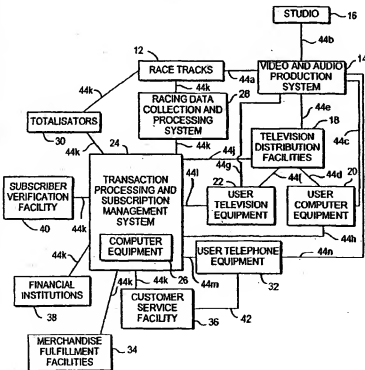 STUDIO
16
44b
12
RACE TRACKS
44a
VIDEO AND AUDIO
PRODUCTION
SYSTEM
14
44k
44k
RACING DATA
COLLECTION AND
PROCESSING
SYSTEM
28
44e
18
44c
TOTALISATORS
30
24
44k
44k
44j
TELEVISION
DISTRIBUTION
FACILITIES
44g
44f
44d
TRANSACTION
PROCESSING AND
SUBSCRIPTION
MANAGEMENT
SYSTEM
44l
22
USER
TELEVISION
EQUIPMENT
20
USER
COMPUTER
EQUIPMENT
SUBSCRIBER
VERIFICATION
FACILITY
40
44k
44h
COMPUTER
EQUIPMENT
26
USER TELEPHONE
EQUIPMENT
44n
32
44k
44k
44k
44m
FINANCIAL
INSTITUTIONS
38
CUSTOMER
SERVICE
FACILITY
36
42
34
MERCHANDISE
FULFILLMENT
FACILITIES